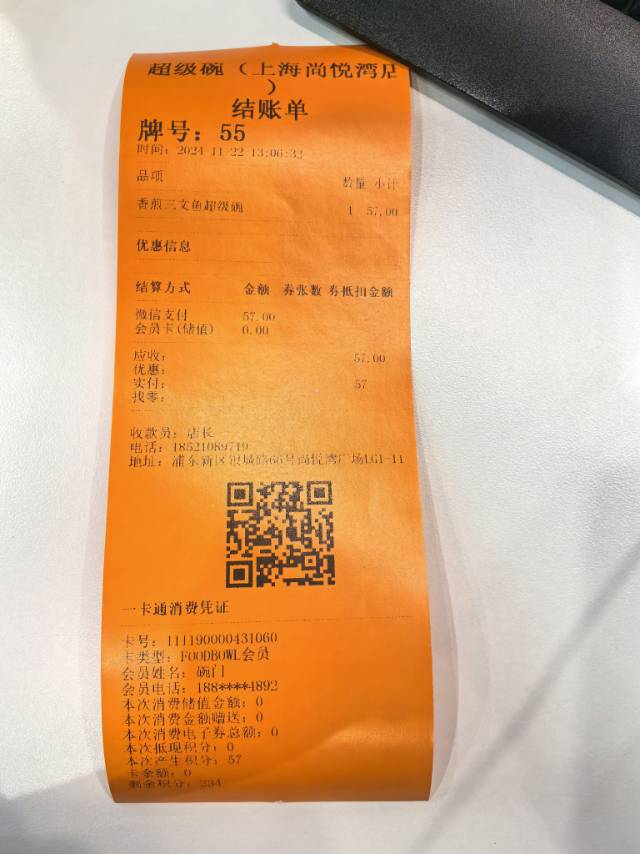 超级碗（上海尚悦湾店
）
结账单
牌号：55
时间：2024-11-22 13:06:32
品项 数量 小计
香煎三文鱼超级碗 1 57.00
优惠信息
结算方式 金额 券张数 券抵扣金额
微信支付 57.00
会员卡(储值) 0.00
应收： 57.00
优惠：
实付： 57
找零：
收款员：店长
电话：18521089719
地址：浦东新区银城路66号尚悦湾广场LG1-11
一卡通消费凭证
卡号：111190000431060
卡类型：FOODBOWL会员
会员姓名：碗门
会员电话：188****4892
本次消费储值金额：0
本次消费金额赠送：0
本次消费电子券总额：0
本次抵现积分：0
本次产生积分：57
卡余额：0
剩余积分：234